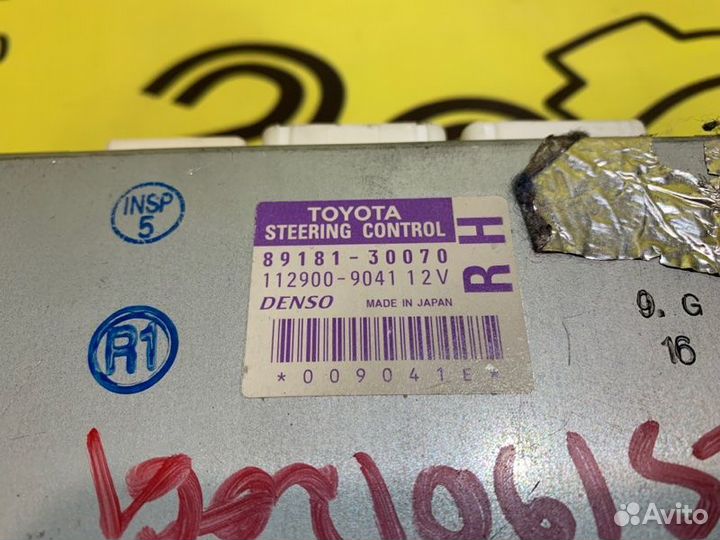 INSP
5
R1
TOYOTA
STEERING CONTROL
89181-30070
112900-9041 12V
RH
DENSO MADE IN JAPAN
*009041E*
9. G
16
Avito